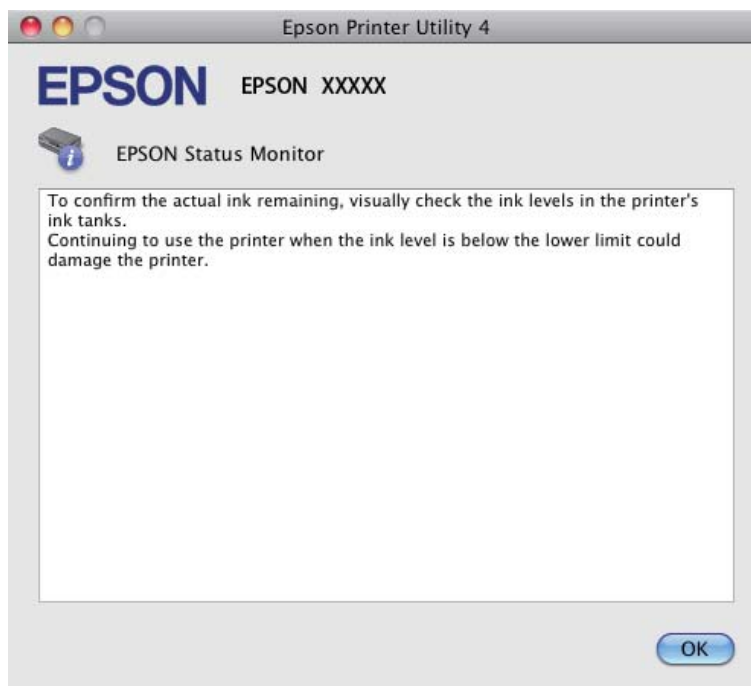 Epson Printer Utility 4
EPSON EPSON XXXXX
i
EPSON Status Monitor
To confirm the actual ink remaining, visually check the ink levels in the printer's
ink tanks.
Continuing to use the printer when the ink level is below the lower limit could
damage the printer.
OK